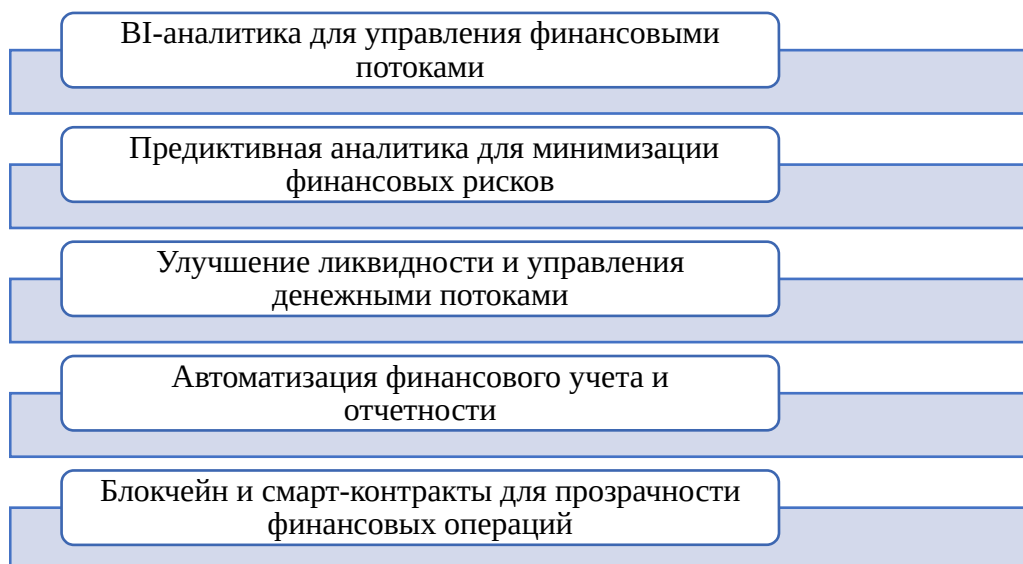 BI-аналитика для управления финансовыми
потоками
Предиктивная аналитика для минимизации
финансовых рисков
Улучшение ликвидности и управления
денежными потоками
Автоматизация финансового учета и
отчетности
Блокчейн и смарт-контракты для прозрачности
финансовых операций